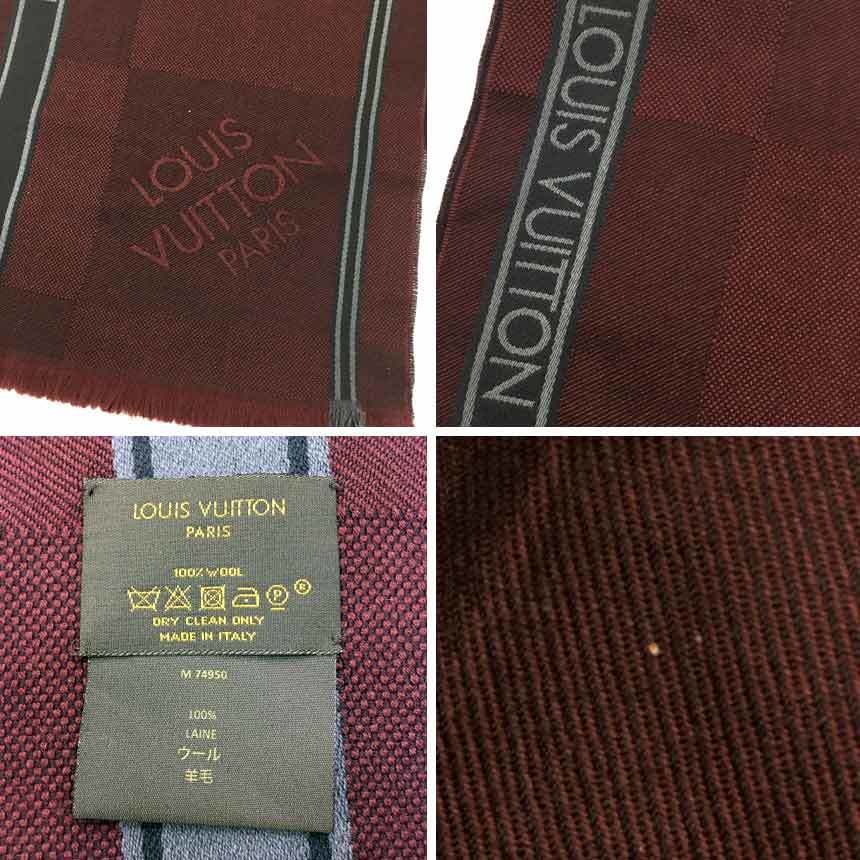 LOUIS
VUITTON
PARIS
LOUIS VUITTON
LOUIS VUITTON
PARIS
100% WOOL
P ®
DRY CLEAN ONLY
MADE IN ITALY
M 74950
100%
LAINE
ウール
羊毛